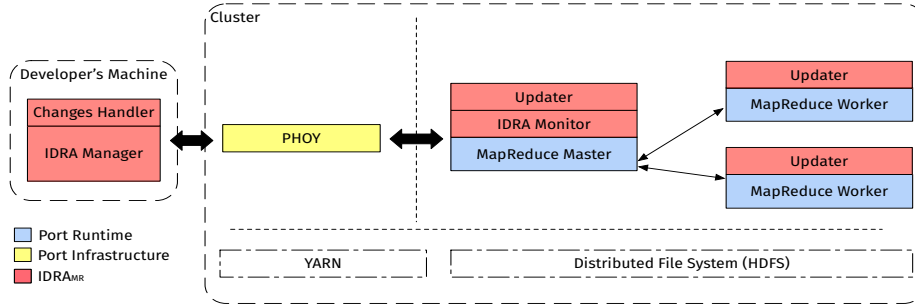 Cluster
Developer's Machine
Changes Handler
IDRA Manager
PHOY
Updater
IDRA Monitor
MapReduce Master
Updater
MapReduce Worker
Updater
MapReduce Worker
Port Runtime
Port Infrastructure
IDRAMR
YARN
Distributed File System (HDFS)